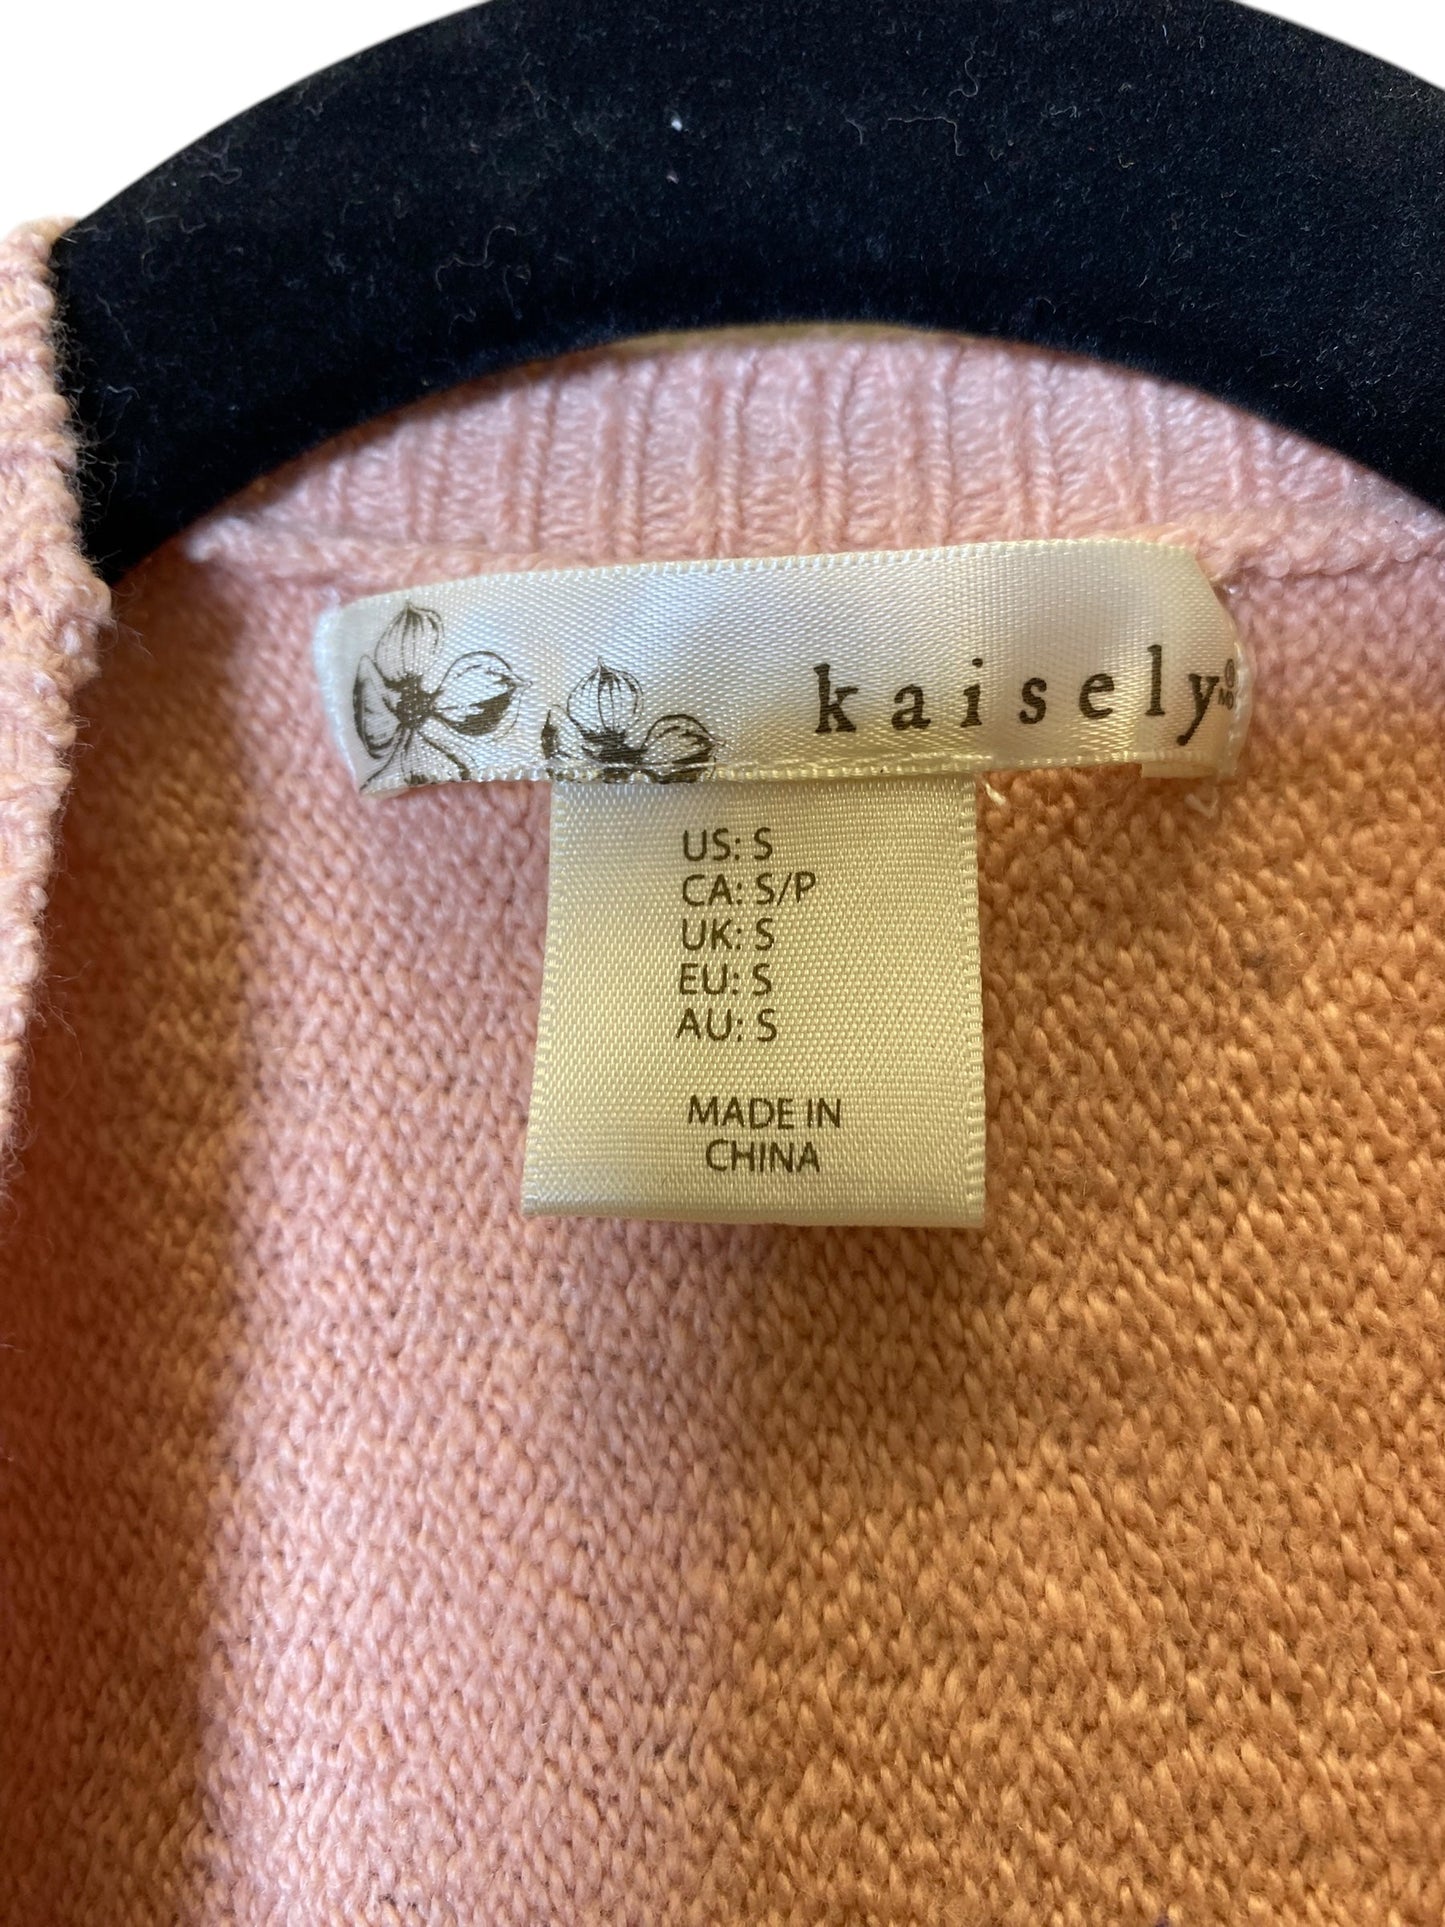 kaisely
US: S
CA: S/P
UK: S
EU: S
AU: S
MADE IN
CHINA